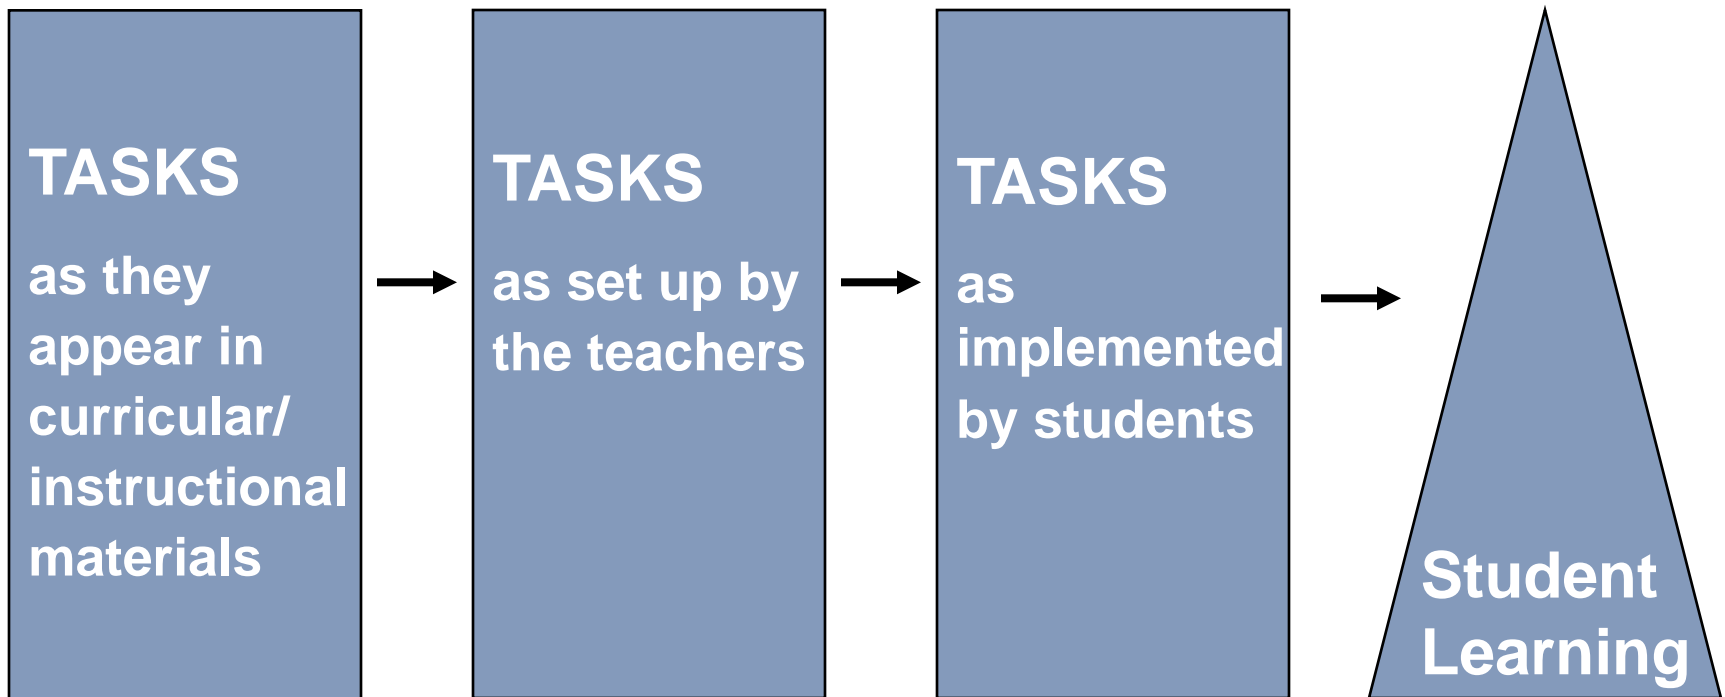 TASKS
as they
appear in
curricular/
instructional
materials
TASKS
as set up by
the teachers
TASKS
as
implemented
by students
Student
Learning